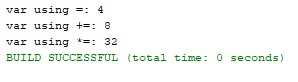 var using =: 4
var using +=: 8
var using *=: 32
BUILD SUCCESSFUL (total time: 0 seconds)